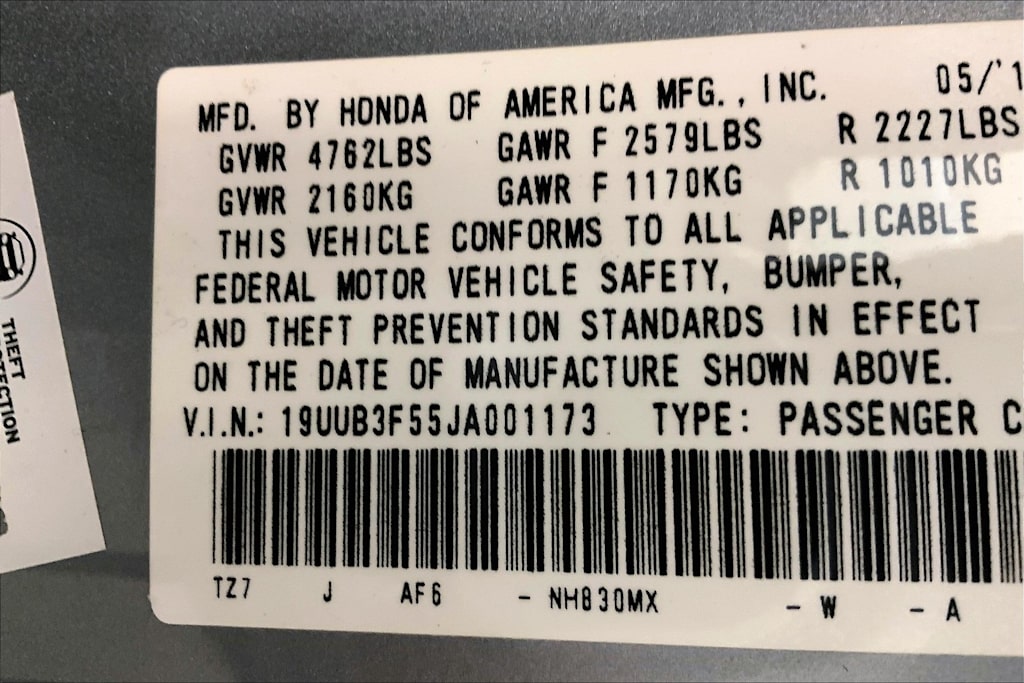 MFD. BY HONDA OF AMERICA MFG., INC. 05/'1
GVWR 4762LBS GAWR F 2579LBS R 2227LBS
GVWR 2160KG GAWR F 1170KG R 1010KG
THIS VEHICLE CONFORMS TO ALL APPLICABLE
FEDERAL MOTOR VEHICLE SAFETY, BUMPER,
AND THEFT PREVENTION STANDARDS IN EFFECT
ON THE DATE OF MANUFACTURE SHOWN ABOVE.
V.I.N.: 19UUB3F55JA001173 TYPE: PASSENGER C
TZ7 J AF6 - NH830MX - W - A
THEFT